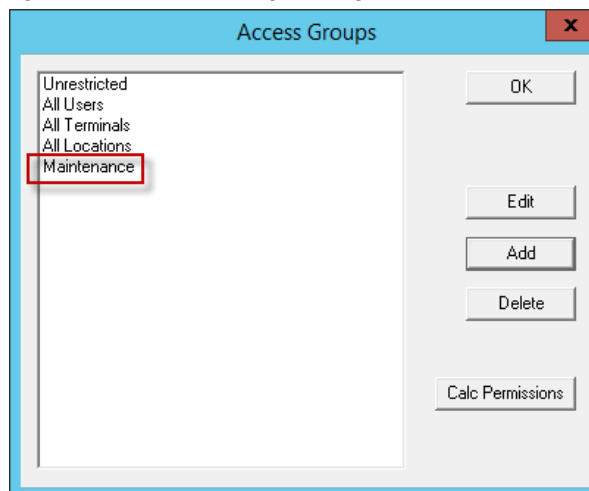 Access Groups
x
Unrestricted
All Users
All Terminals
All Locations
Maintenance
OK
Edit
Add
Delete
Calc Permissions